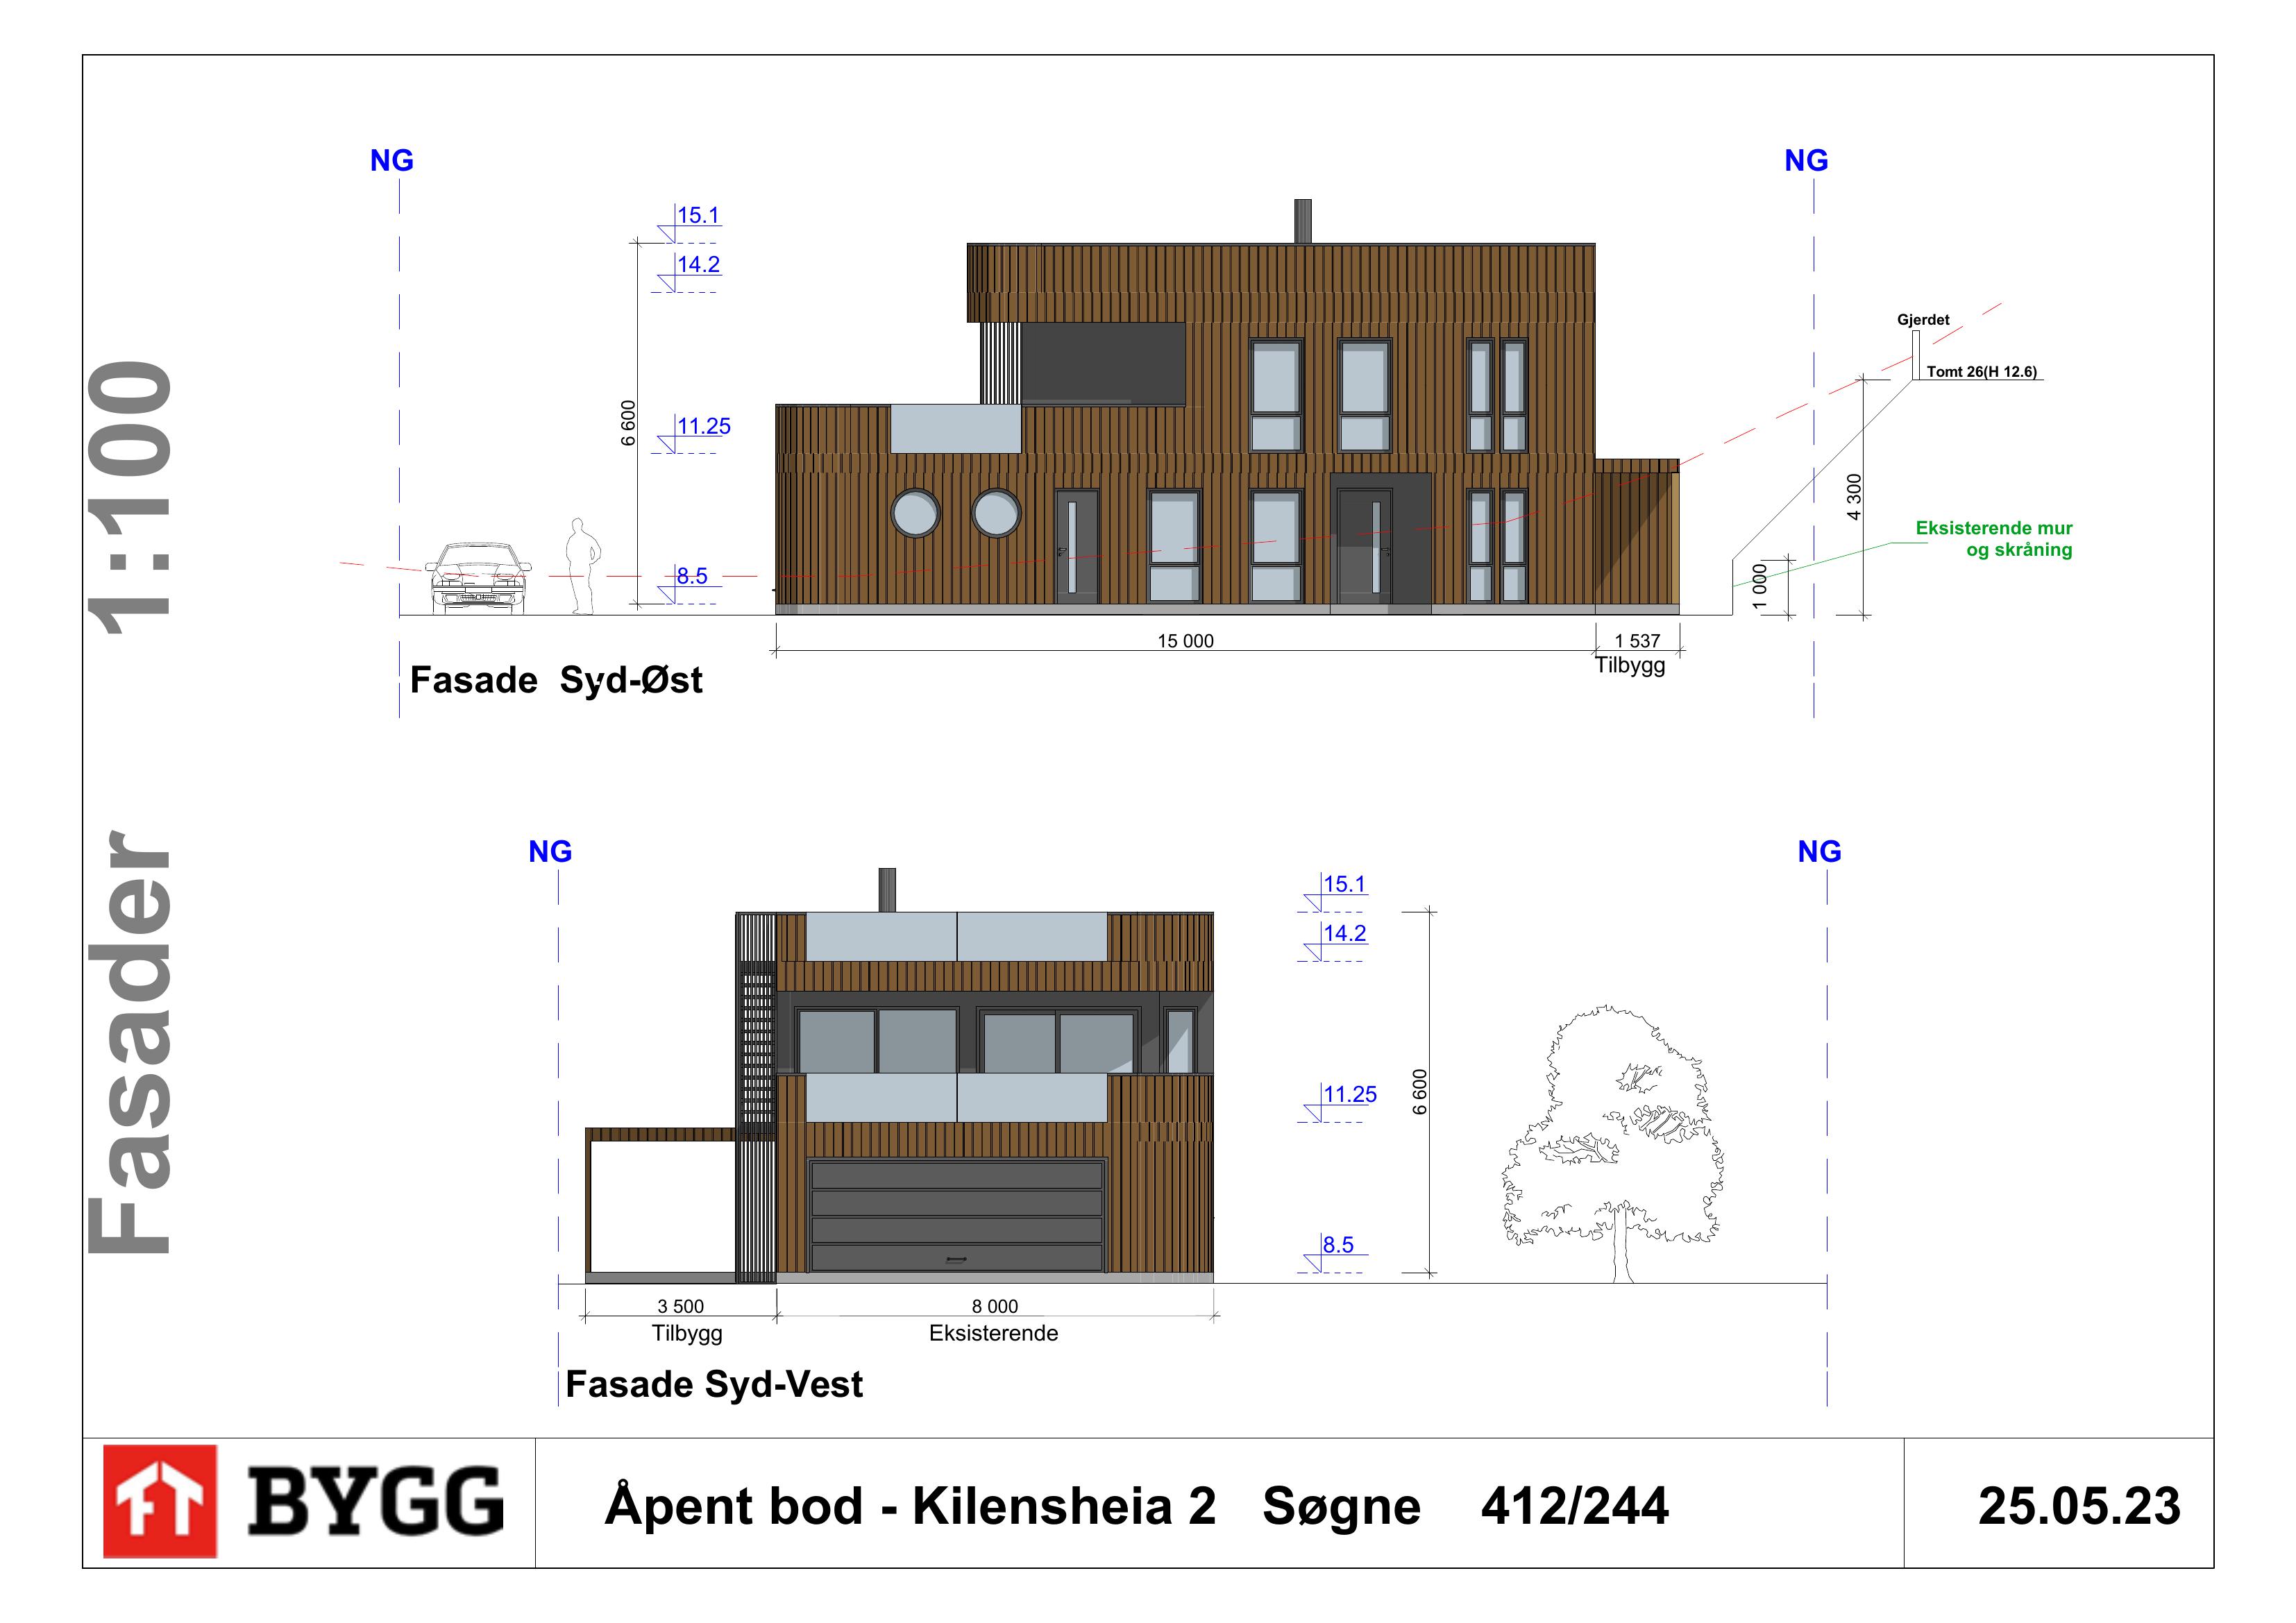 NG
NG
15.1
14.2
Gjerdet
Tomt 26(H 12.6)
6 600
11.25
4 300
Eksisterende mur
og skråning
8.5
1 000
15 000
1 537
Tilbygg
Fasade Syd-Øst
Fasader 1:100
NG
NG
15.1
14.2
11.25
6 600
8.5
3 500
8 000
Tilbygg
Eksisterende
Fasade Syd-Vest
FT BYGG
Åpent bod - Kilensheia 2 Søgne 412/244
25.05.23